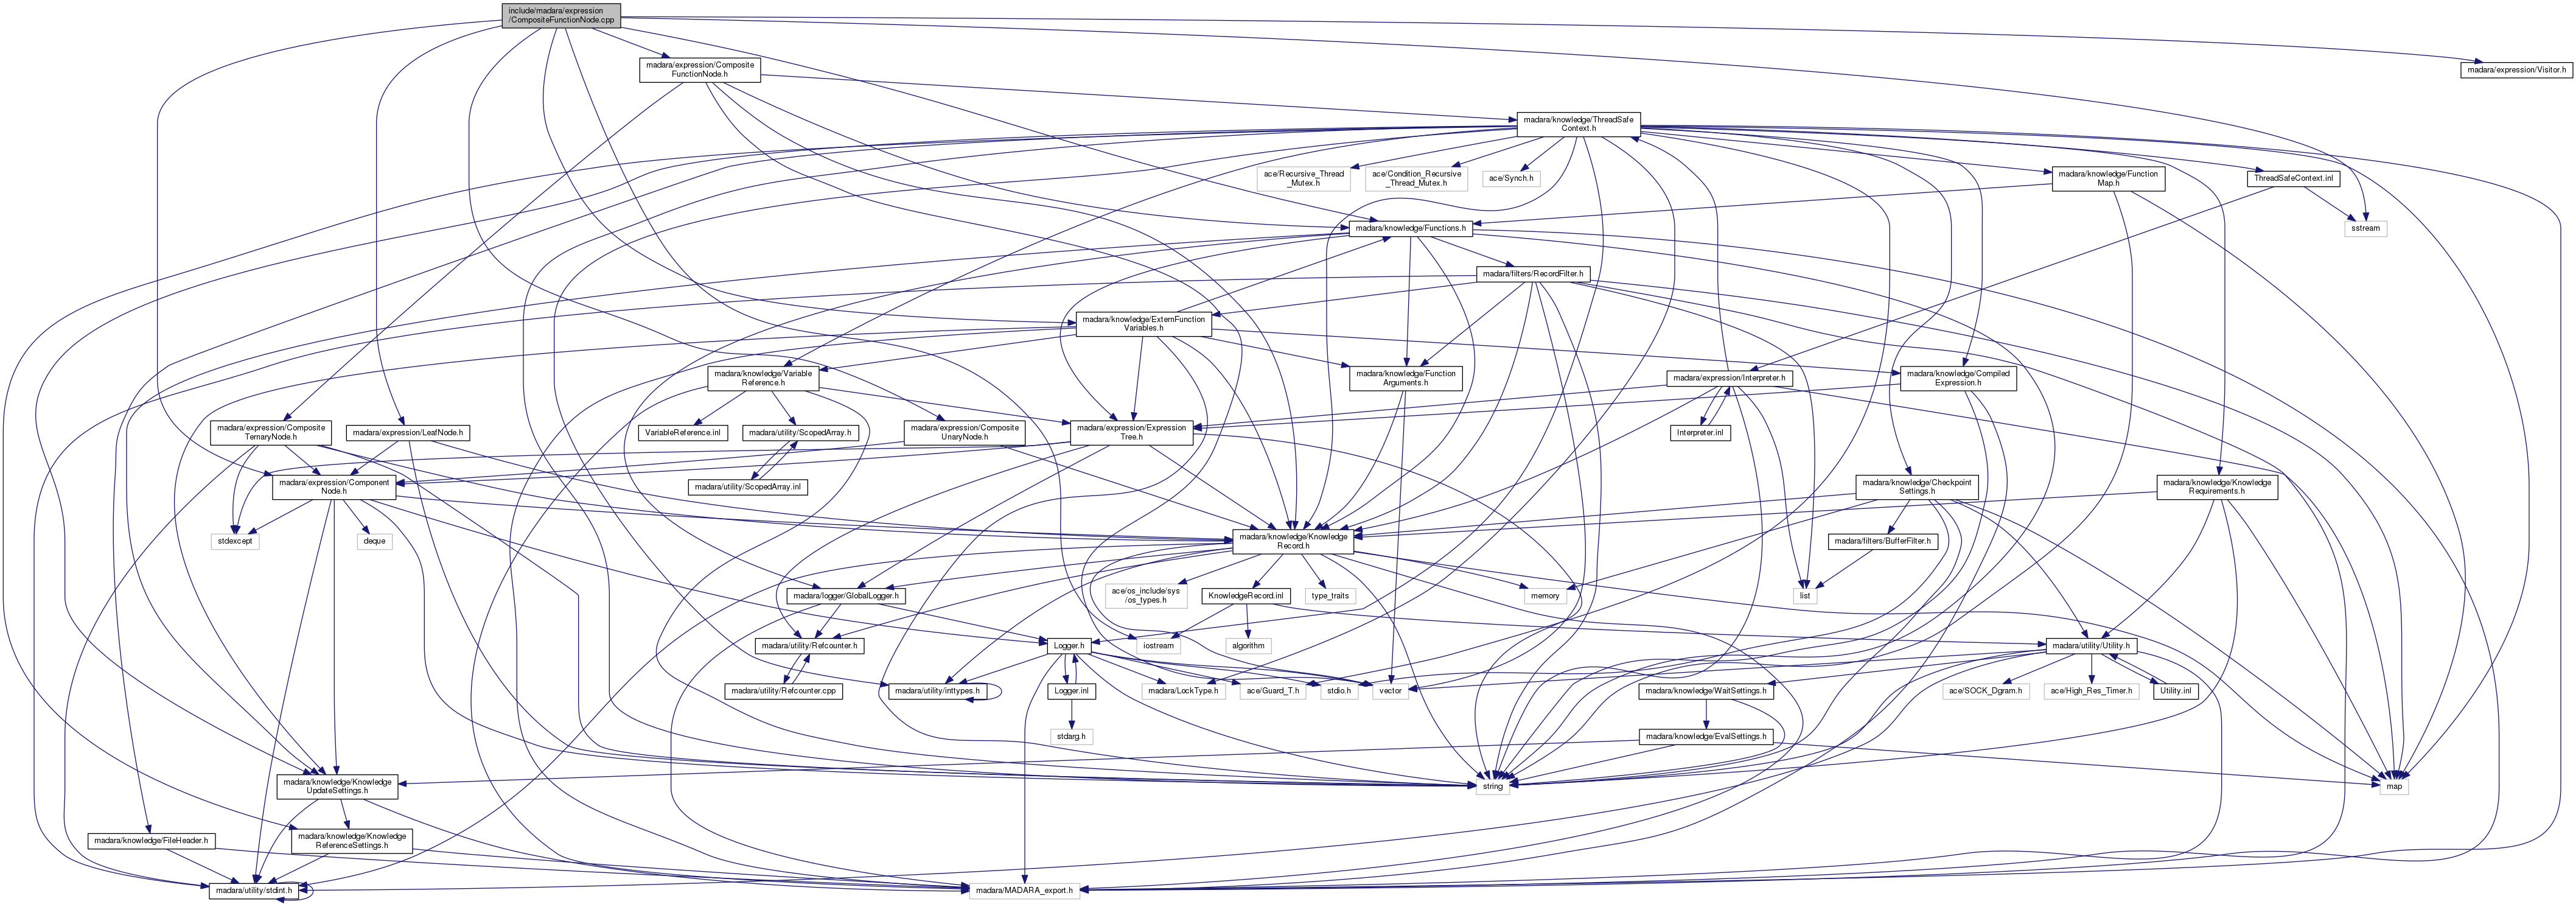 include/madara/expression
/CompositeFunctionNode.cpp
madara/expression/Composite
FunctionNode.h
madara/expression/Visitor.h
madara/knowledge/ThreadSafe
Context.h
ace/Recursive_Thread
_Mutex.h
ace/Condition_Recursive
_Thread_Mutex.h
ace/Synch.h
madara/knowledge/Function
Map.h
ThreadSafeContext.inl
madara/knowledge/Functions.h
sstream
madara/filters/RecordFilter.h
madara/knowledge/ExternFunction
Variables.h
madara/knowledge/Variable
Reference.h
madara/knowledge/Function
Arguments.h
madara/expression/Interpreter.h
madara/knowledge/Compiled
Expression.h
madara/expression/Composite
TernaryNode.h
madara/expression/LeafNode.h
VariableReference.inl
madara/utility/ScopedArray.h
madara/expression/Composite
UnaryNode.h
madara/expression/Expression
Tree.h
Interpreter.inl
madara/expression/Component
Node.h
madara/utility/ScopedArray.inl
madara/knowledge/Checkpoint
Settings.h
madara/knowledge/Knowledge
Requirements.h
stdexcept
deque
madara/knowledge/Knowledge
Record.h
madara/filters/BufferFilter.h
madara/logger/GlobalLogger.h
ace/os_include/sys
/os_types.h
KnowledgeRecord.inl
type_traits
memory
list
madara/utility/Refcounter.h
Logger.h
iostream
algorithm
madara/utility/Utility.h
madara/utility/Refcounter.cpp
madara/utility/inttypes.h
Logger.inl
madara/LockType.h
ace/Guard_T.h
stdio.h
vector
madara/knowledge/WaitSettings.h
ace/SOCK_Dgram.h
ace/High_Res_Timer.h
Utility.inl
stdarg.h
madara/knowledge/EvalSettings.h
madara/knowledge/Knowledge
UpdateSettings.h
string
map
madara/knowledge/FileHeader.h
madara/knowledge/Knowledge
ReferenceSettings.h
madara/utility/stdint.h
madara/MADARA_export.h